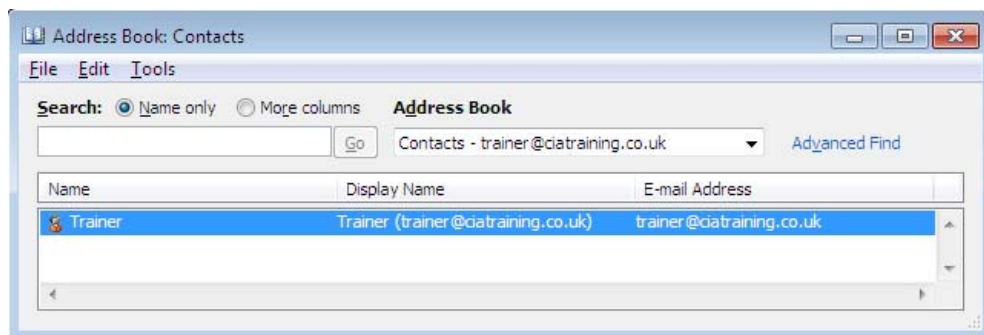 Address Book: Contacts
File Edit Tools
Search: Name only More columns Address Book
Go Contacts - trainer@ciatraining.co.uk Advanced Find
Name Display Name E-mail Address
Trainer Trainer (trainer@ciatraining.co.uk) trainer@ciatraining.co.uk